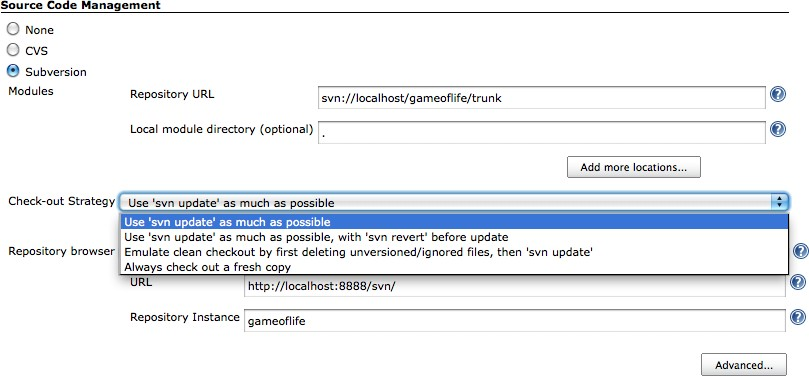 Source Code Management
None
CVS
Subversion
Modules
Repository URL
svn://localhost/gameoflife/trunk
Local module directory (optional)
.
Add more locations...
Check-out Strategy
Use 'svn update' as much as possible
Use 'svn update' as much as possible
Use 'svn update' as much as possible, with 'svn revert' before update
Emulate clean checkout by first deleting unversioned/ignored files, then 'svn update'
Always check out a fresh copy
Repository browser
URL
http://localhost:8888/svn/
Repository Instance
gameoflife
Advanced...